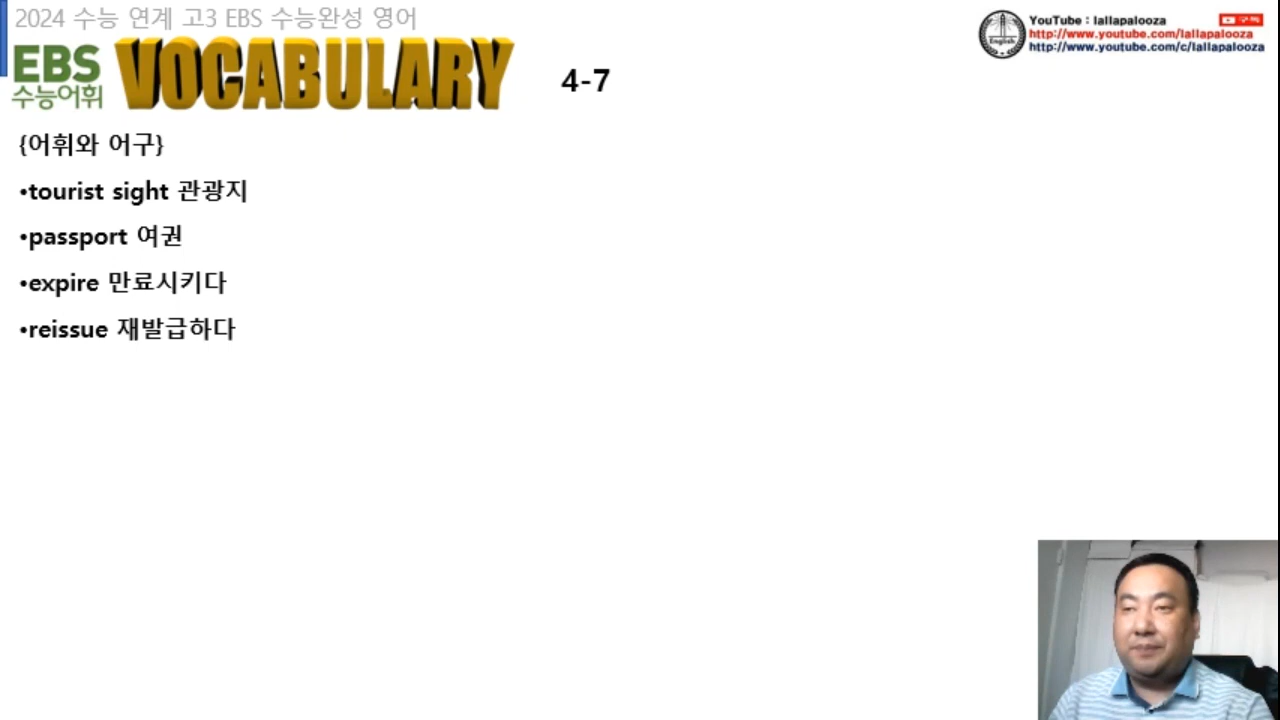 2024 수능 연계 고3 EBS 수능완성 영어
EBS
수능어휘
VOCABULARY
4-7
YouTube : lallapalooza
구독
http://www.youtube.com/lallapalooza
http://www.youtube.com/c/lallapalooza
English
{어휘와 어구}
•tourist sight 관광지
•passport 여권
•expire 만료시키다
•reissue 재발급하다